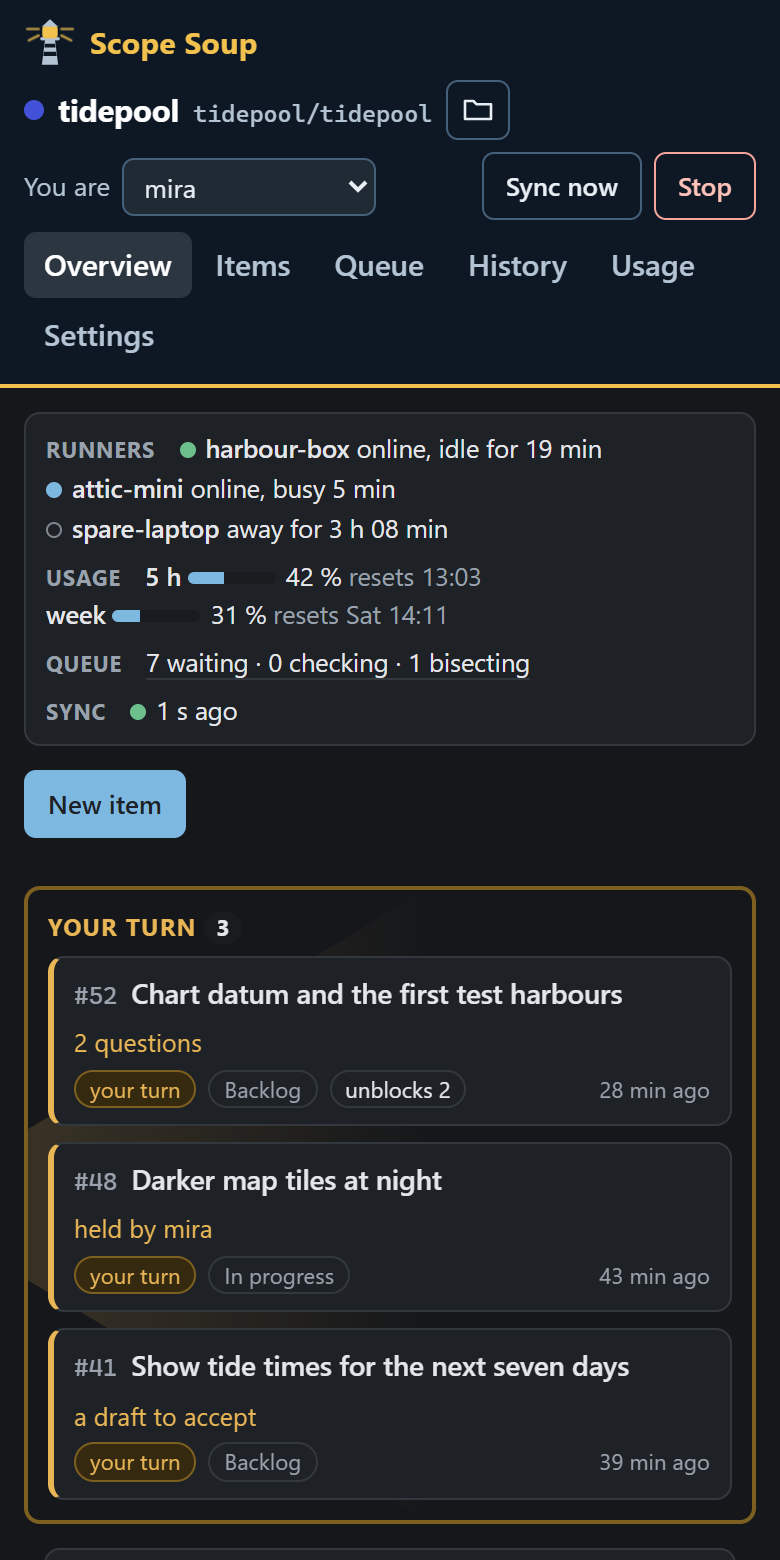 Scope Soup
tidepool tidepool/tidepool
You are mira Sync now Stop
Overview Items Queue History Usage
Settings
RUNNERS harbour-box online, idle for 19 min
attic-mini online, busy 5 min
spare-laptop away for 3 h 08 min
USAGE 5 h 42 % resets 13:03
week 31 % resets Sat 14:11
QUEUE 7 waiting · 0 checking · 1 bisecting
SYNC 1 s ago
New item
YOUR TURN 3
#52 Chart datum and the first test harbours
2 questions
your turn Backlog unblocks 2 28 min ago
#48 Darker map tiles at night
held by mira
your turn In progress 43 min ago
#41 Show tide times for the next seven days
a draft to accept
your turn Backlog 39 min ago